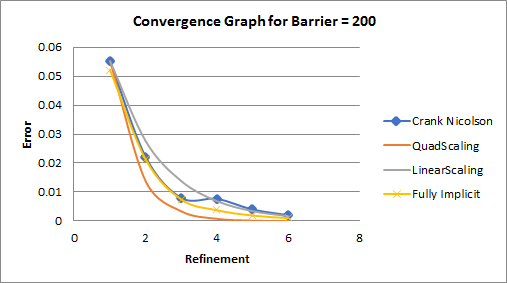 Convergence Graph for Barrier = 200
0.06
0.05
0.04
0.03
0.02
0.01
0
Error
0 2 4 6 8
Refinement
Crank Nicolson
QuadScaling
LinearScaling
Fully Implicit